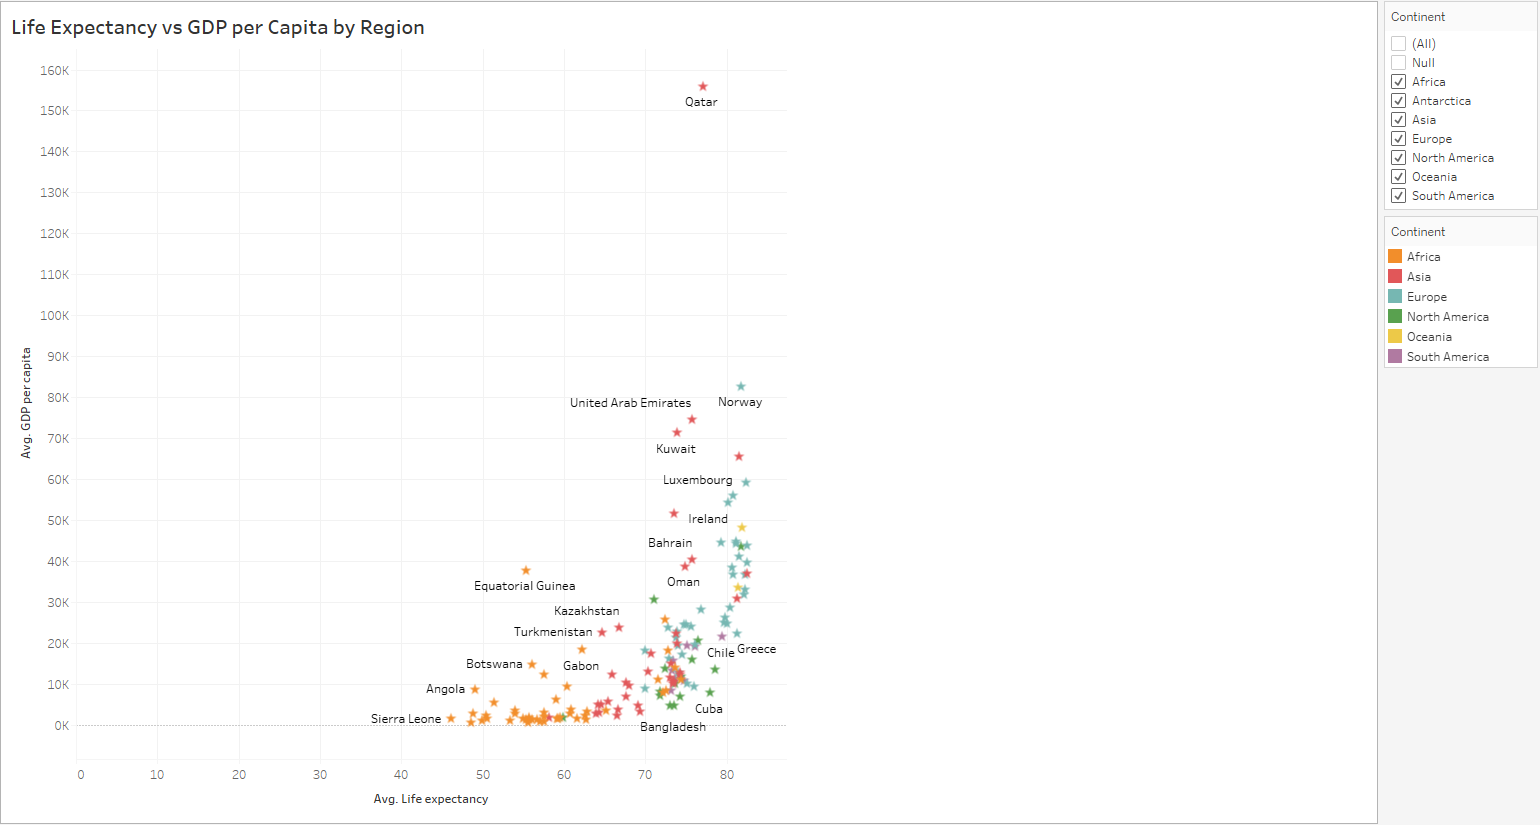 Life Expectancy vs GDP per Capita by Region
160K
Qatar
150K
140K
130K
120K
110K
100K
90K
80K
United Arab Emirates
Norway
70K
Kuwait
60K
Luxembourg
50K
Ireland
Bahrain
40K
Oman
Equatorial Guinea
30K
Kazakhstan
Turkmenistan
20K
Chile
Greece
Botswana
Gabon
10K
Angola
Cuba
Sierra Leone
0K
Bangladesh
Avg. GDP per capita
0 10 20 30 40 50 60 70 80
Avg. Life expectancy
Continent
(All)
Null
Africa
Antarctica
Asia
Europe
North America
Oceania
South America
Continent
Africa
Asia
Europe
North America
Oceania
South America